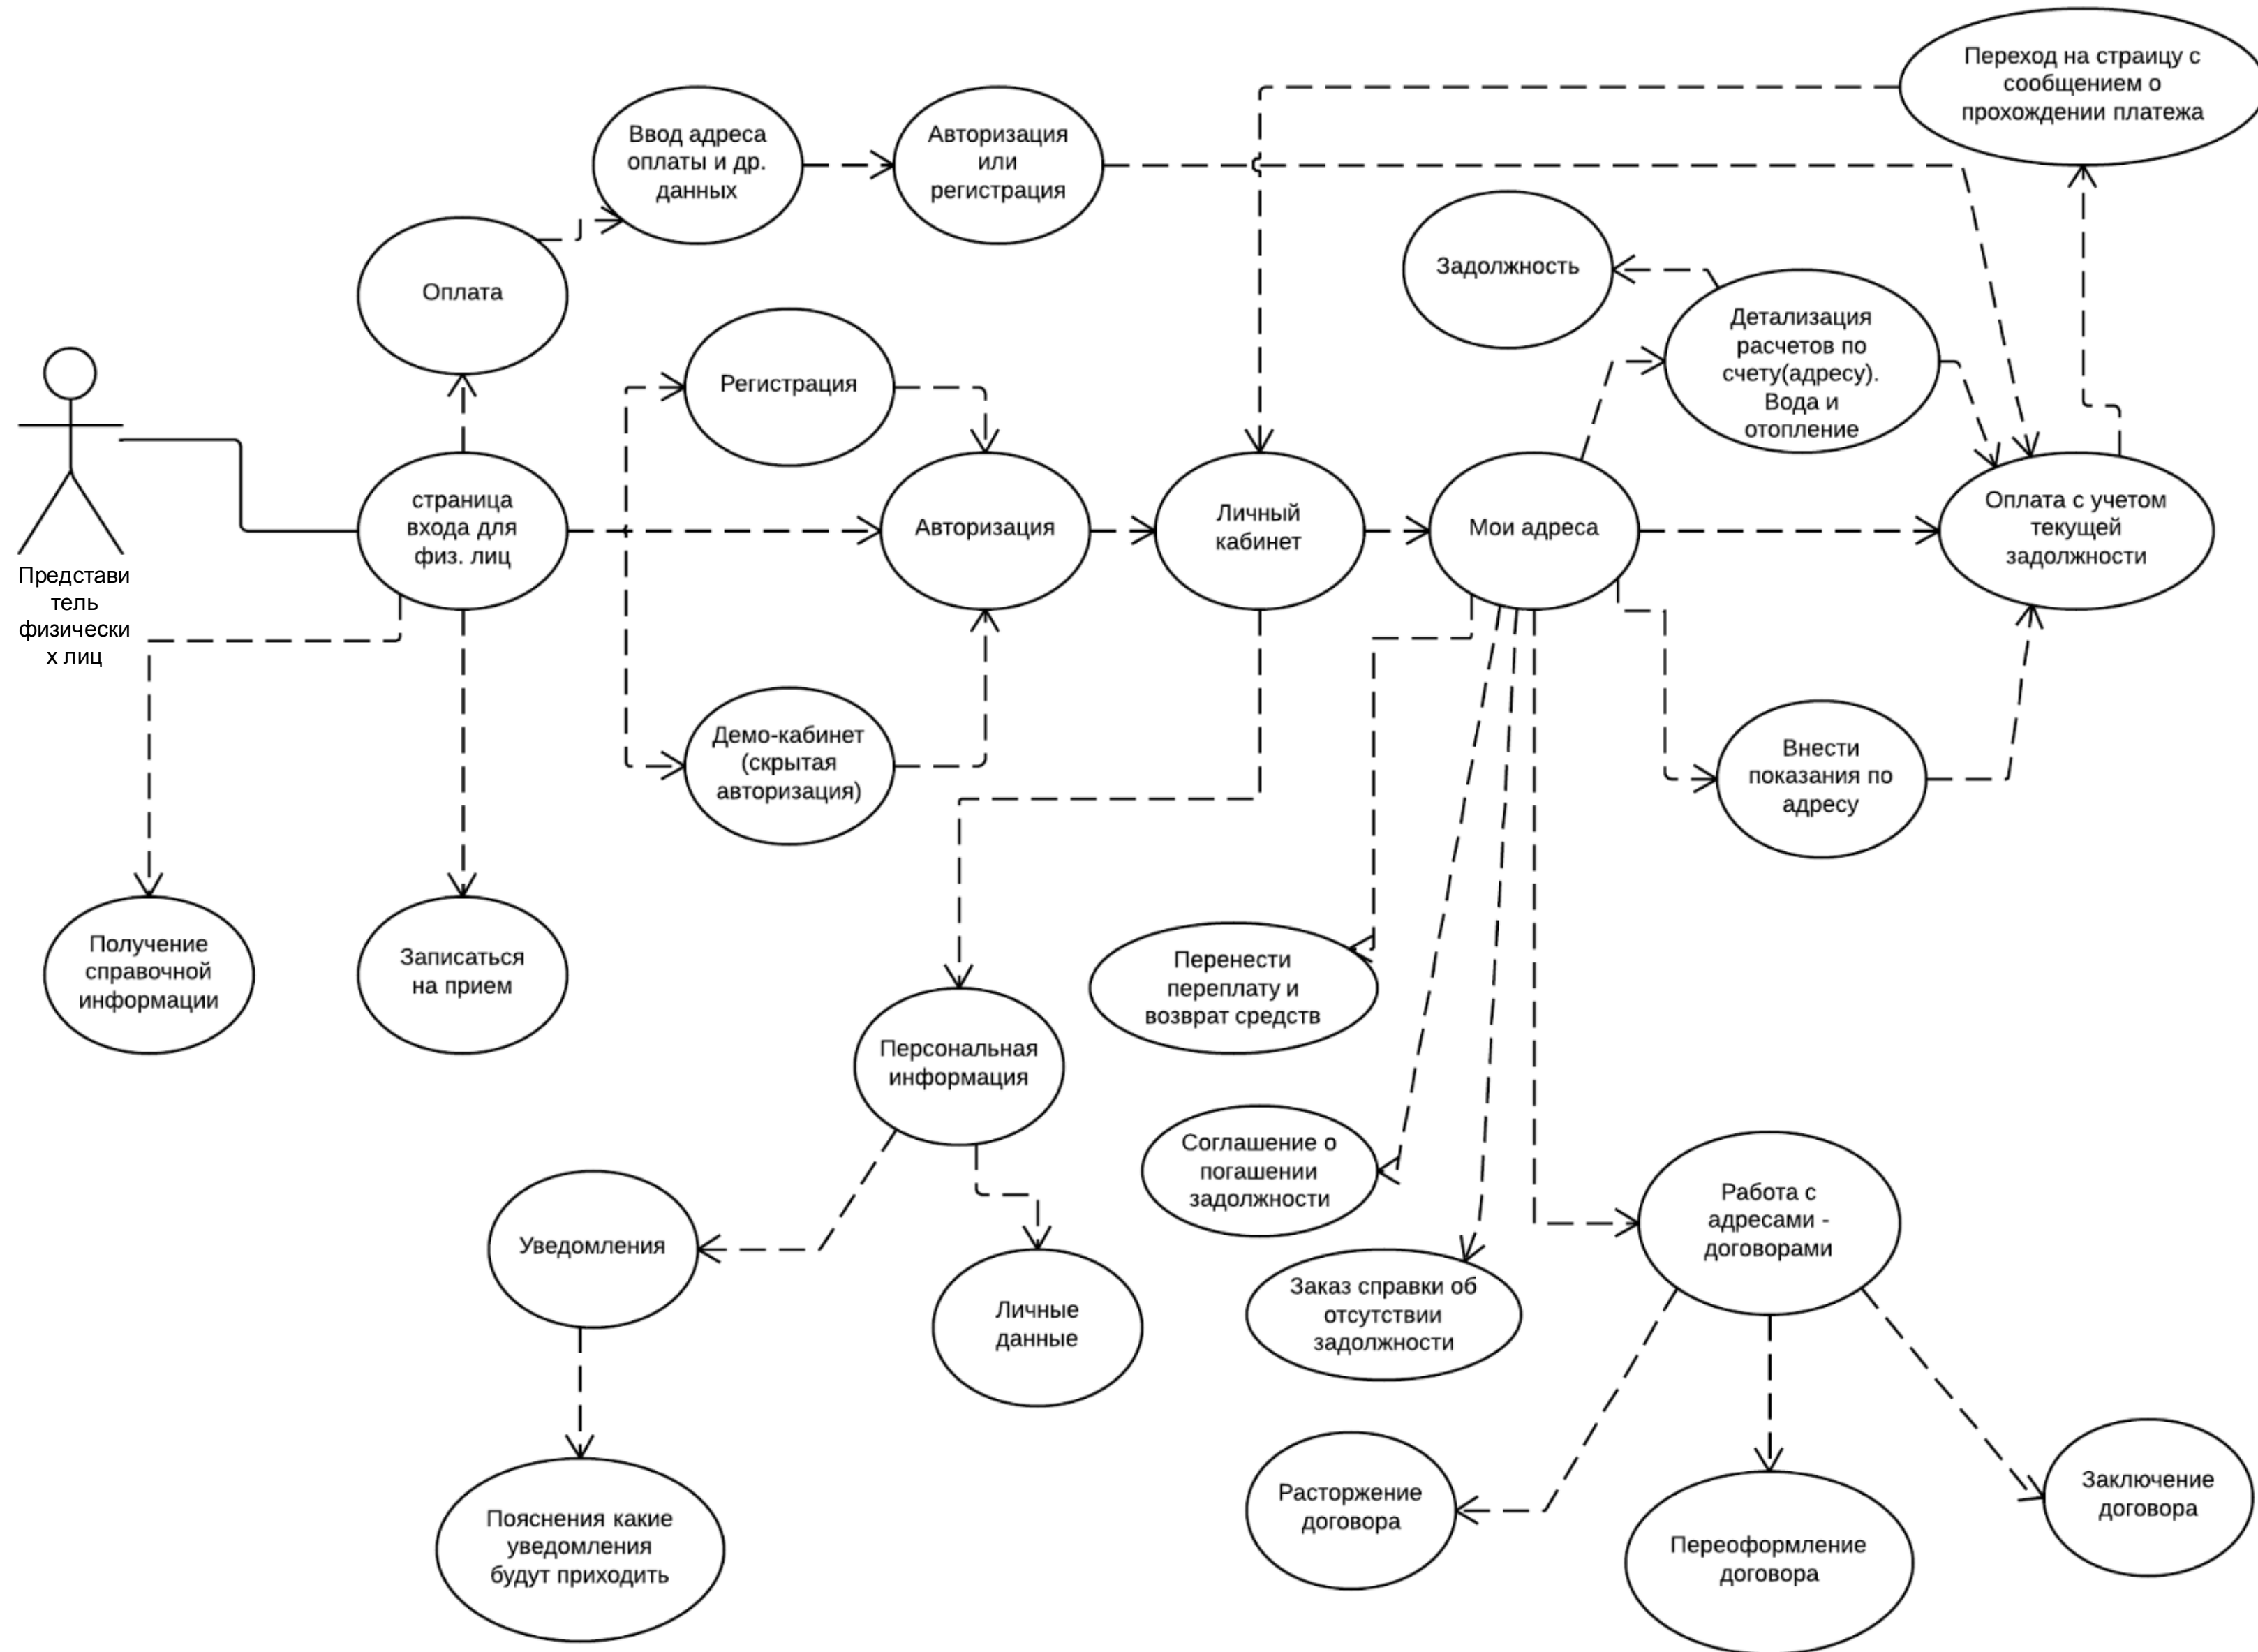 Переход на страицу с
сообщением о
прохождении платежа
Ввод адреса
оплаты и др.
данных
Авторизация
или
регистрация
Задолжность
Оплата
Детализация
расчетов по
счету(адресу).
Вода и
отопление
Регистрация
страница
входа для
физ. лиц
Авторизация
Личный
кабинет
Мои адреса
Оплата с учетом
текущей
задолжности
Представи
тель
физически
х лиц
Демо-кабинет
(скрытая
авторизация)
Внести
показания по
адресу
Получение
справочной
информации
Записаться
на прием
Перенести
переплату и
возврат средств
Персональная
информация
Соглашение о
погашении
задолжности
Работа с
адресами -
договорами
Уведомления
Заказ справки об
отсутствии
задолжности
Личные
данные
Расторжение
договора
Заключение
договора
Пояснения какие
уведомления
будут приходить
Переоформление
договора